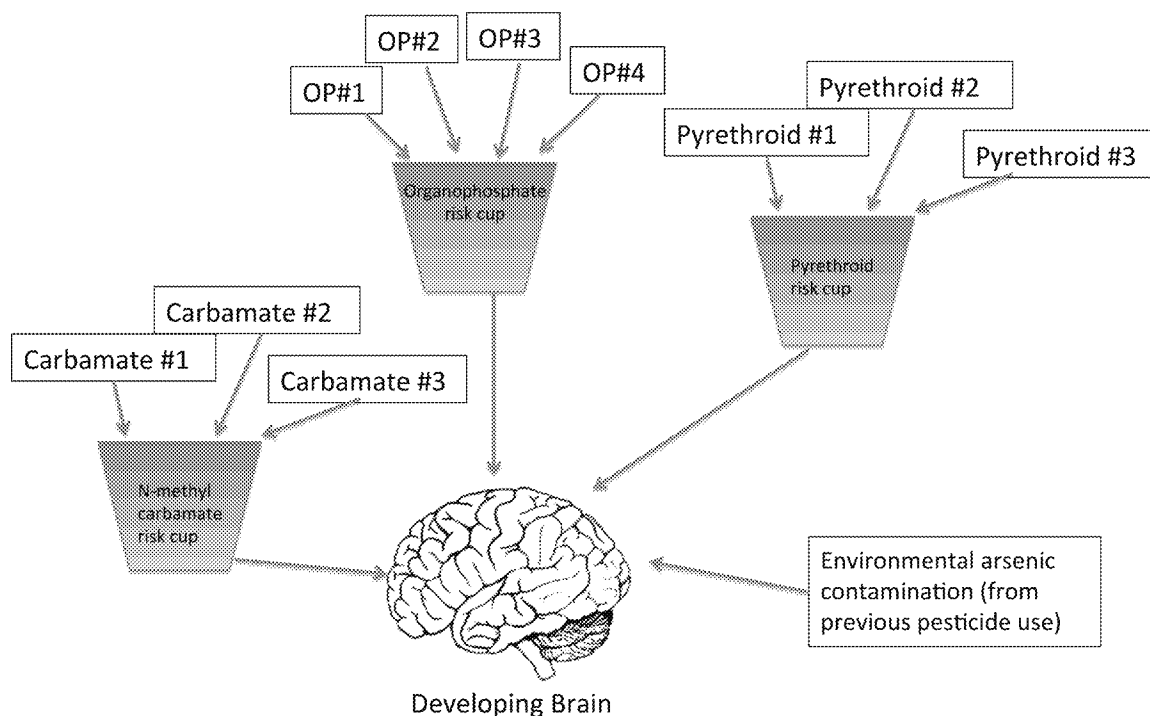 OP#1
OP#2
OP#3
OP#4
Organophosphate
risk cup
Pyrethroid #1
Pyrethroid #2
Pyrethroid #3
Pyrethroid
risk cup
Carbamate #1
Carbamate #2
Carbamate #3
N-methyl
carbamate
risk cup
Environmental arsenic
contamination (from
previous pesticide use)
Developing Brain